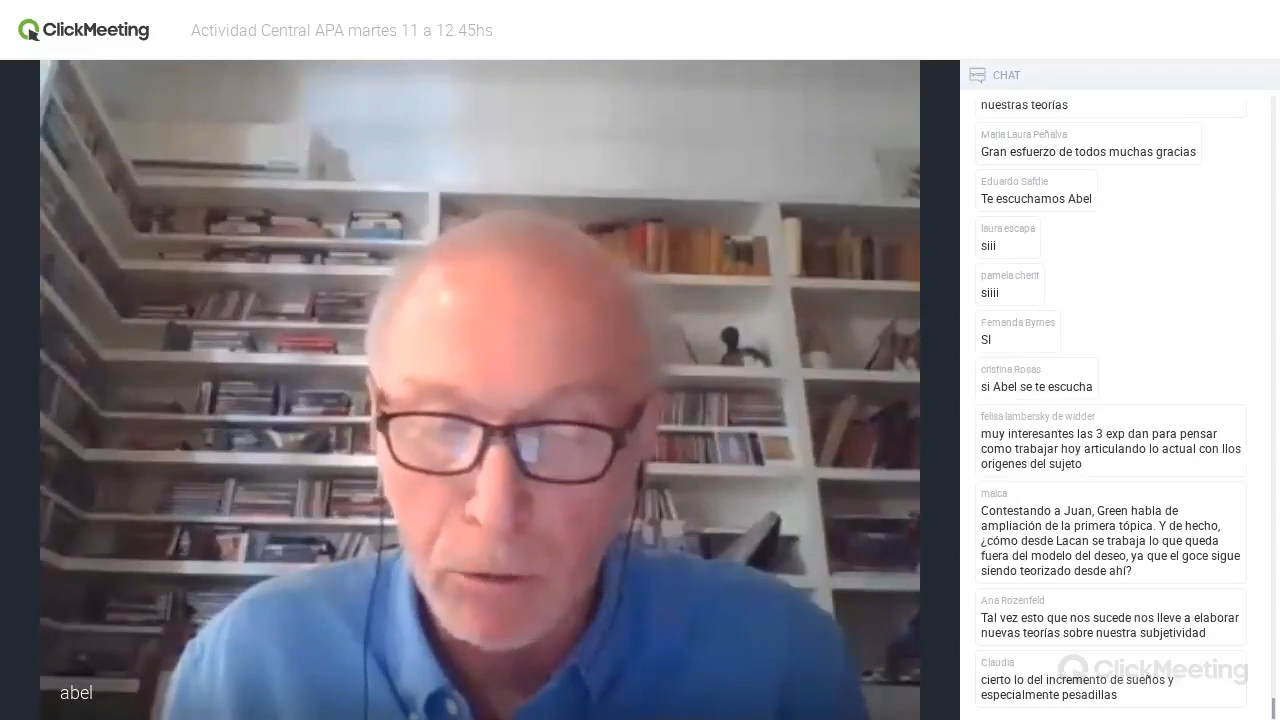 ClickMeeting
Actividad Central APA martes 11 a 12.45hs
CHAT
nuestras teorías
Maria Laura Peñalva
Gran esfuerzo de todos muchas gracias
Eduardo Safdie
Te escuchamos Abel
laura escapa
siii
pamela cherit
siiii
Fernanda Byrnes
SI
cristina Rosas
si Abel se te escucha
felisa lambersky de widder
muy interesantes las 3 exp dan para pensar
como trabajar hoy articulando lo actual con llos
origenes del sujeto
malca
Contestando a Juan, Green habla de
ampliación de la primera tópica. Y de hecho,
¿cómo desde Lacan se trabaja lo que queda
fuera del modelo del deseo, ya que el goce sigue
siendo teorizado desde ahí?
Ana Rozenfeld
Tal vez esto que nos sucede nos lleve a elaborar
nuevas teorías sobre nuestra subjetividad
Claudia
cierto lo del incremento de sueños y
especialmente pesadillas
ClickMeeting
abel